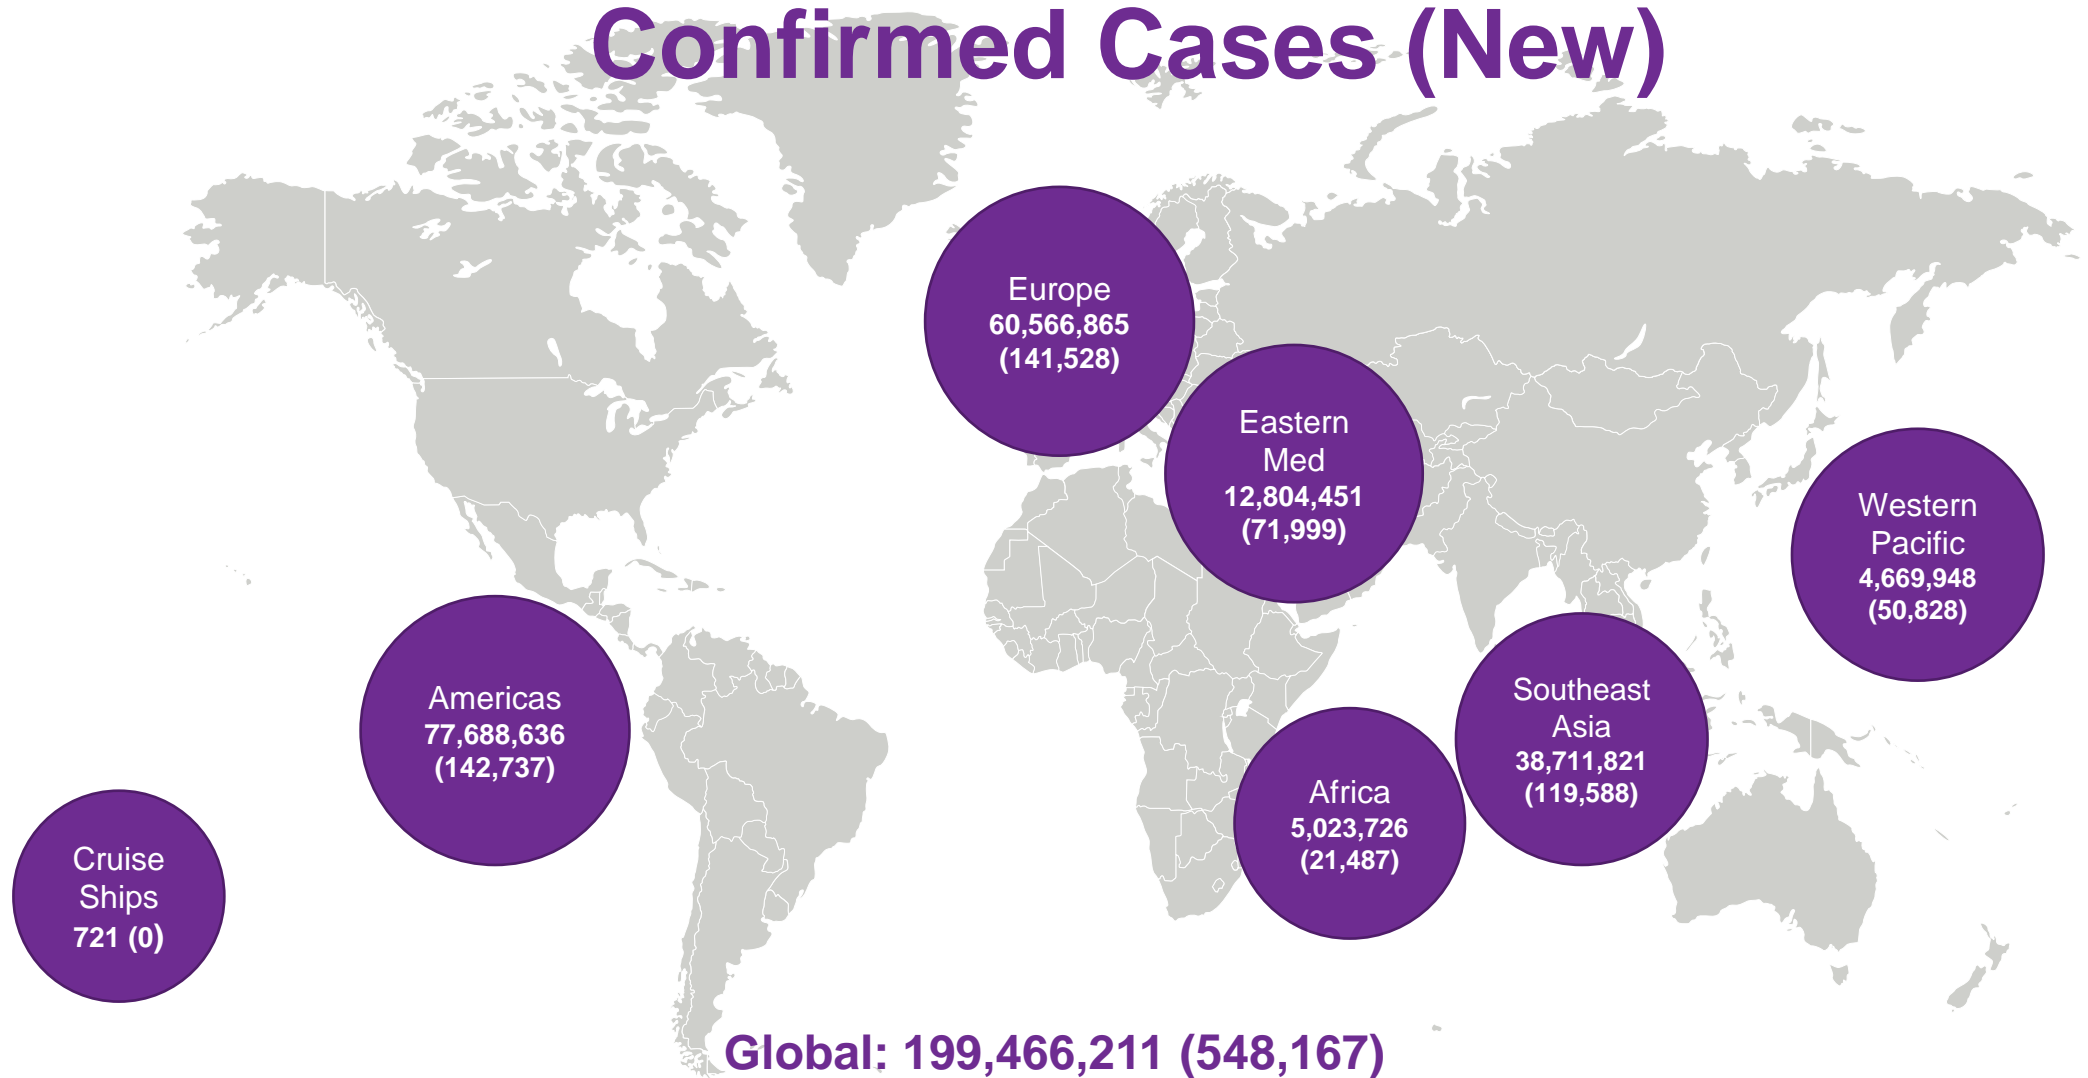 Confirmed Cases (New)
Europe
60,566,865
(141,528)
Eastern
Med
12,804,451
(71,999)
Western
Pacific
4,669,948
(50,828)
Americas
77,688,636
(142,737)
Southeast
Asia
38,711,821
(119,588)
Africa
5,023,726
(21,487)
Cruise
Ships
721 (0)
Global: 199,466,211 (548,167)